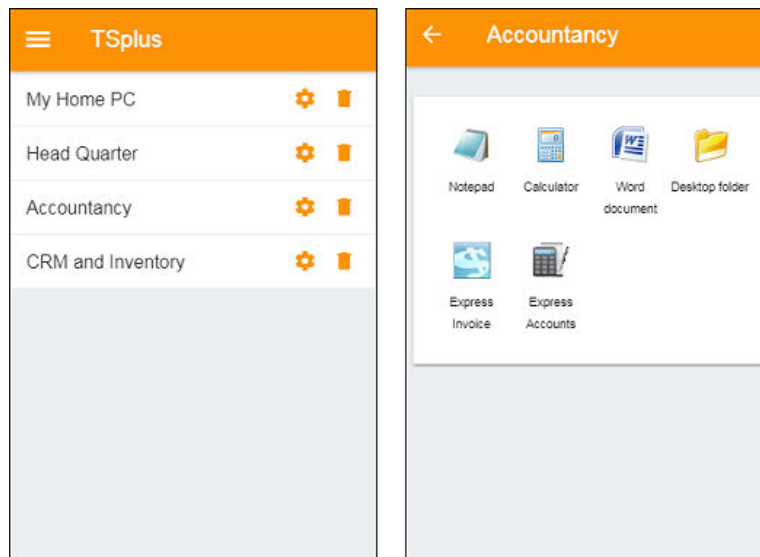 TSplus
My Home PC
Head Quarter
Accountancy
CRM and Inventory
Accountancy
Notepad
Calculator
Word
document
Desktop folder
Express
Invoice
Express
Accounts